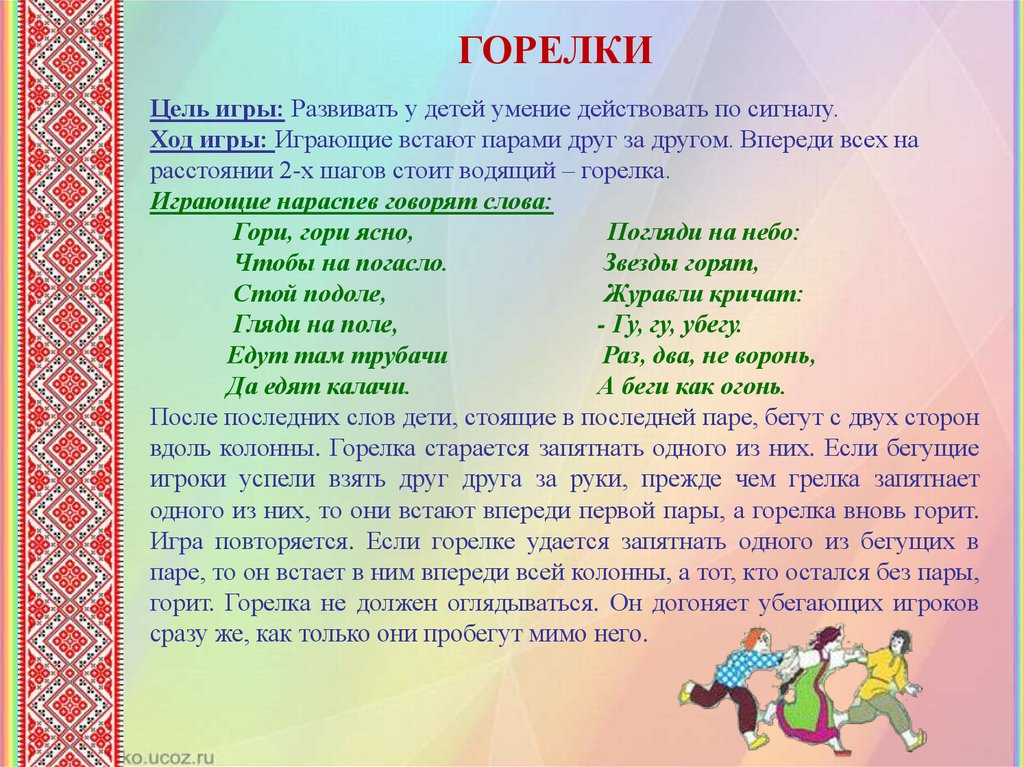 ГОРЕЛКИ
Цель игры: Развивать у детей умение действовать по сигналу.
Ход игры: Играющие встают парами друг за другом. Впереди всех на
расстоянии 2-х шагов стоит водящий – горелка.
Играющие нараспев говорят слова:
Гори, гори ясно,
Чтобы на погасло.
Стой подоле,
Гляди на поле,
Едут там трубачи
Да едят калачи.
Погляди на небо:
Звезды горят,
Журавли кричат:
- Гу, гу, убегу.
Раз, два, не воронь,
А беги как огонь.
После последних слов дети, стоящие в последней паре, бегут с двух сторон
вдоль колонны. Горелка старается запятнать одного из них. Если бегущие
игроки успели взять друг друга за руки, прежде чем грелка запятнает
одного из них, то они встают впереди первой пары, а горелка вновь горит.
Игра повторяется. Если горелке удается запятнать одного из бегущих в
паре, то он встает в ним впереди всей колонны, а тот, кто остался без пары,
горит. Горелка не должен оглядываться. Он догоняет убегающих игроков
сразу же, как только они пробегут мимо него.
ko.ucoz.ru